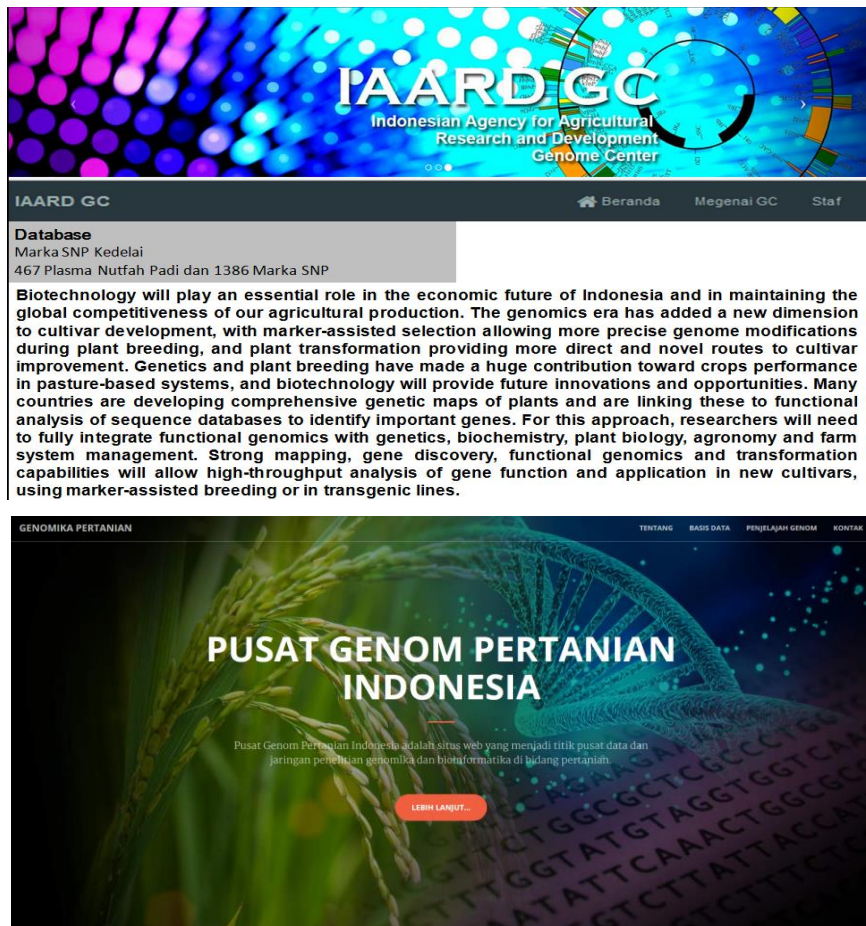 IAARD GC
Indonesian Agency for Agricultural
Research and Development
Genome Center
IAARD GC Beranda Megenai GC Staf
Database
Marka SNP Kedelai
467 Plasma Nutfah Padi dan 1386 Marka SNP
Biotechnology will play an essential role in the economic future of Indonesia and in maintaining the
global competitiveness of our agricultural production. The genomics era has added a new dimension
to cultivar development, with marker-assisted selection allowing more precise genome modifications
during plant breeding, and plant transformation providing more direct and novel routes to cultivar
improvement. Genetics and plant breeding have made a huge contribution toward crops performance
in pasture-based systems, and biotechnology will provide future innovations and opportunities. Many
countries are developing comprehensive genetic maps of plants and are linking these to functional
analysis of sequence databases to identify important genes. For this approach, researchers will need
to fully integrate functional genomics with genetics, biochemistry, plant biology, agronomy and farm
system management. Strong mapping, gene discovery, functional genomics and transformation
capabilities will allow high-throughput analysis of gene function and application in new cultivars,
using marker-assisted breeding or in transgenic lines.
GENOMIKA PERTANIAN TENTANG BASIS DATA PENJELAJAH GENOM KONTAK
PUSAT GENOM PERTANIAN
INDONESIA
Pusat Genom Pertanian Indonesia adalah situs web yang menjadi titik pusat data dan
jaringan penelitian genomika dan bioinformatika di bidang pertanian.
LEBIH LANJUT...